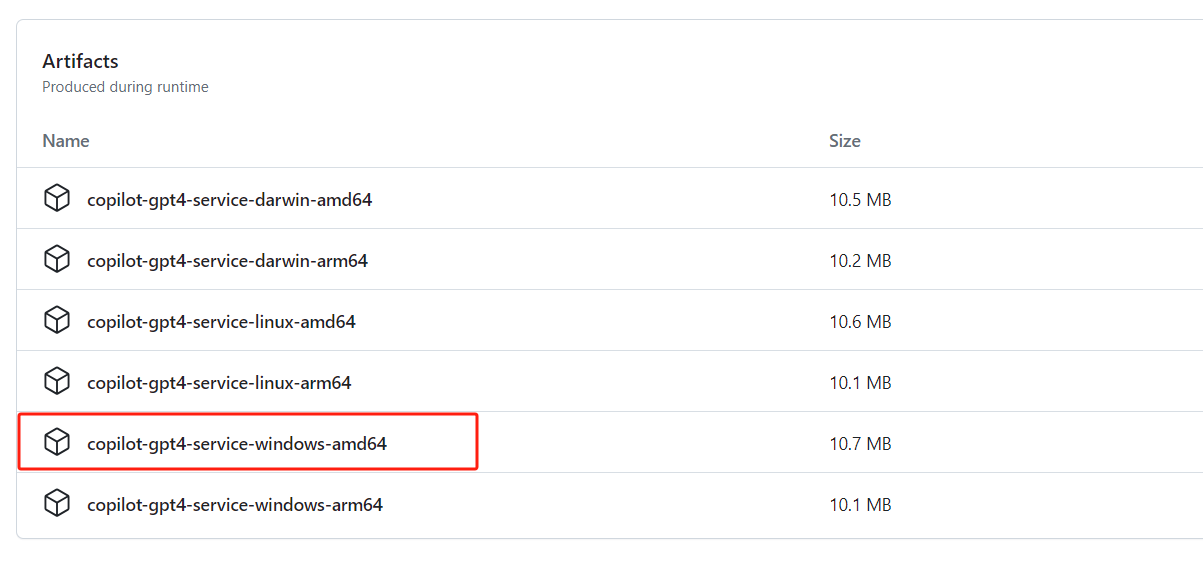 Artifacts
Produced during runtime
Name Size
copilot-gpt4-service-darwin-amd64 10.5 MB
copilot-gpt4-service-darwin-arm64 10.2 MB
copilot-gpt4-service-linux-amd64 10.6 MB
copilot-gpt4-service-linux-arm64 10.1 MB
copilot-gpt4-service-windows-amd64 10.7 MB
copilot-gpt4-service-windows-arm64 10.1 MB